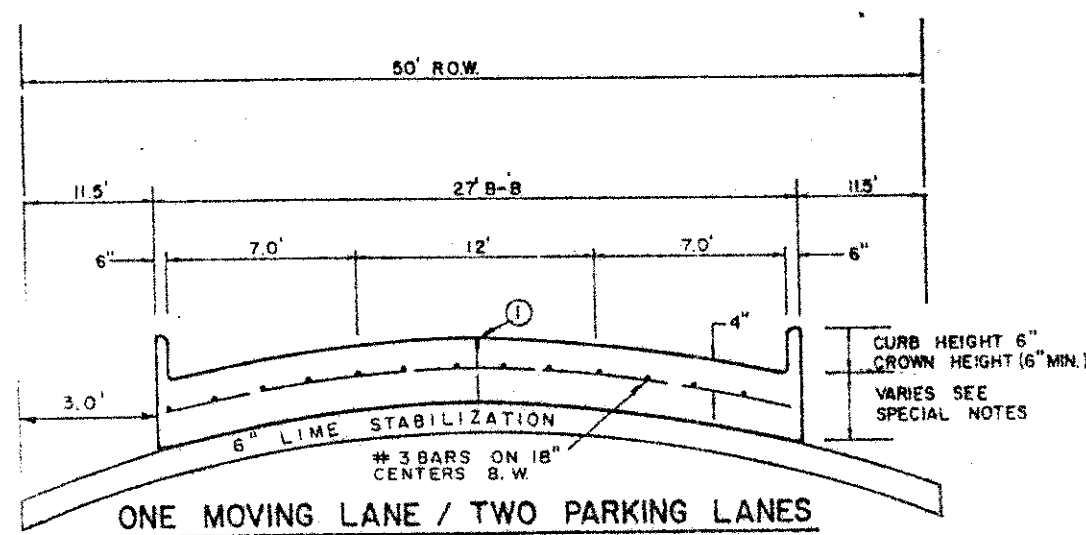 50' R.O.W.
11.5'
27' B-B
11.5'
6"
7.0'
12'
7.0'
6"
1
4"
CURB HEIGHT 6"
CROWN HEIGHT (6" MIN.)
VARIES SEE
SPECIAL NOTES
3.0'
6" LIME STABILIZATION
# 3 BARS ON 18"
CENTERS B. W.
ONE MOVING LANE / TWO PARKING LANES